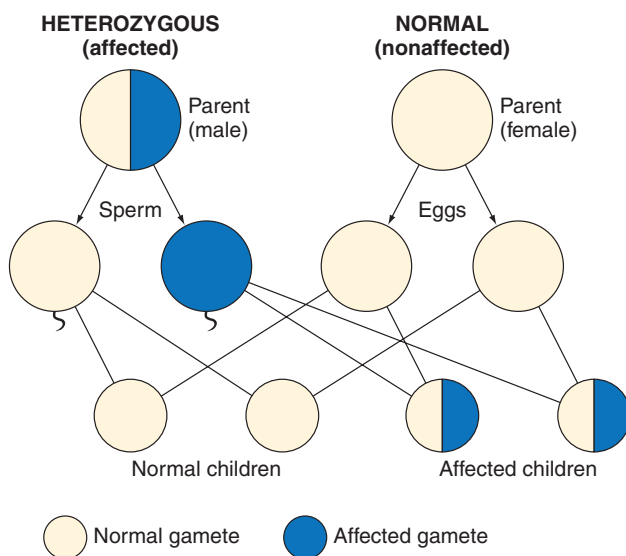 HETEROZYGOUS
(affected)
NORMAL
(nonaffected)
Parent
(male)
Parent
(female)
Sperm
Eggs
Normal children
Affected children
Normal gamete
Affected gamete